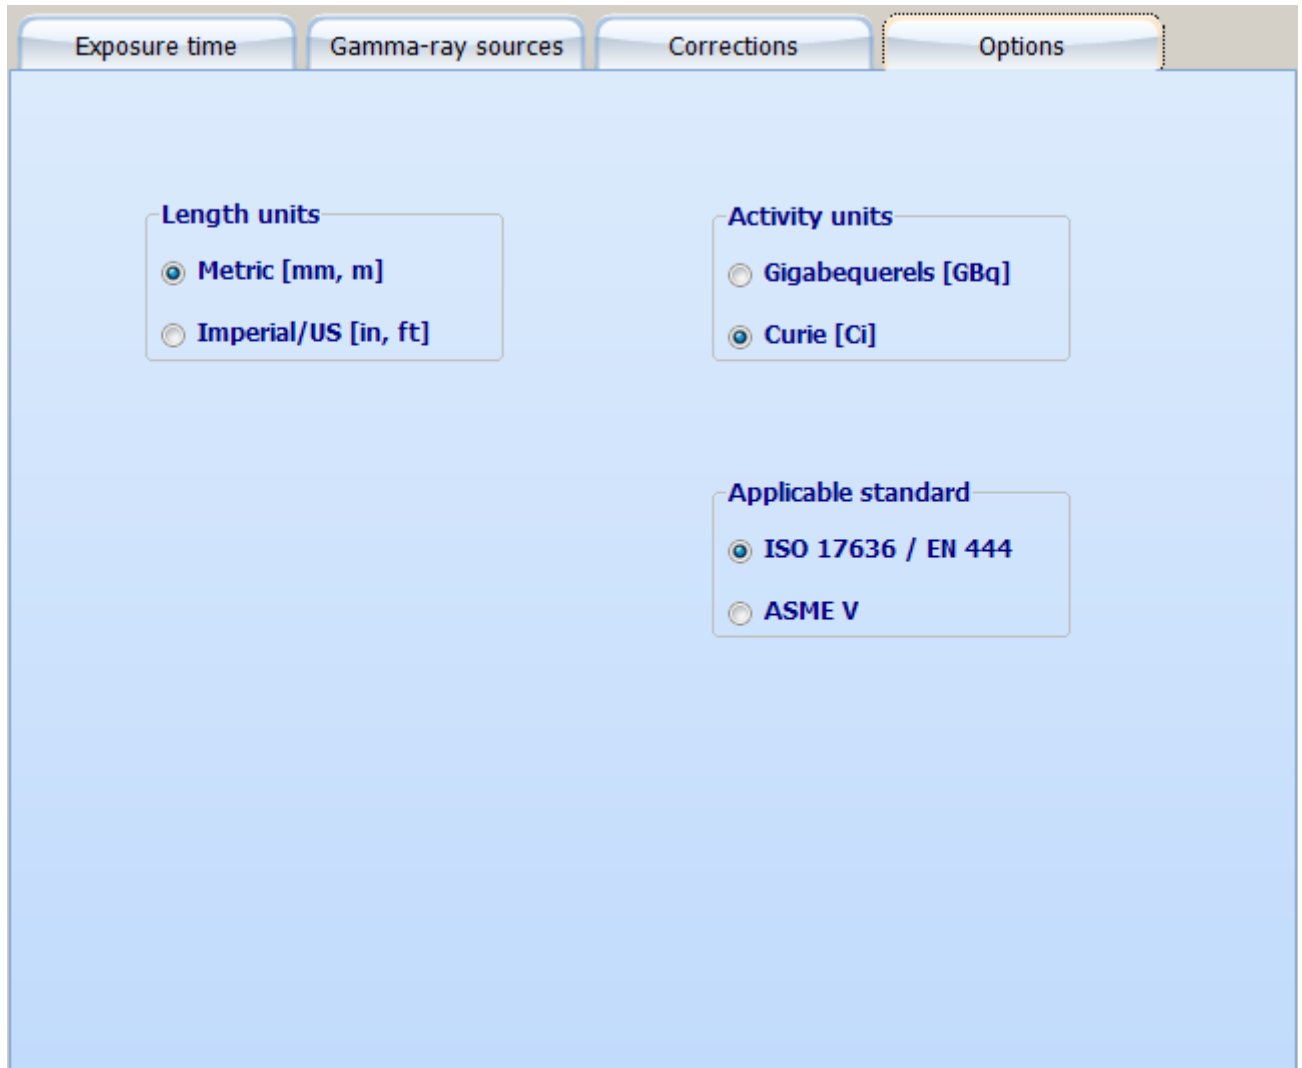 Exposure time Gamma-ray sources Corrections Options
Length units
Metric [mm, m]
Imperial/US [in, ft]
Activity units
Gigabequerels [GBq]
Curie [Ci]
Applicable standard
ISO 17636 / EN 444
ASME V